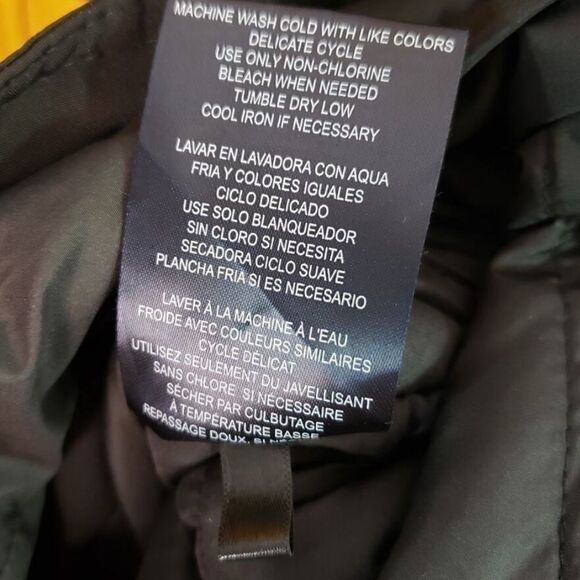 MACHINE WASH COLD WITH LIKE COLORS
DELICATE CYCLE
USE ONLY NON-CHLORINE
BLEACH WHEN NEEDED
TUMBLE DRY LOW
COOL IRON IF NECESSARY
LAVAR EN LAVADORA CON AQUA
FRIA Y COLORES IGUALES
CICLO DELICADO
USE SOLO BLANQUEADOR
SIN CLORO SI NECESITA
SECADORA CICLO SUAVE
PLANCHA FRIA SI ES NECESARIO
LAVER À LA MACHINE À L'EAU
FROIDE AVEC COULEURS SIMILAIRES
CYCLE DÉLICAT
UTILISEZ SEULEMENT DU JAVELLISANT
SANS CHLORE SI NÉCESSAIRE
SÉCHER PAR CULBUTAGE
À TEMPÉRATURE BASSE
REPASSAGE DOUX, SI